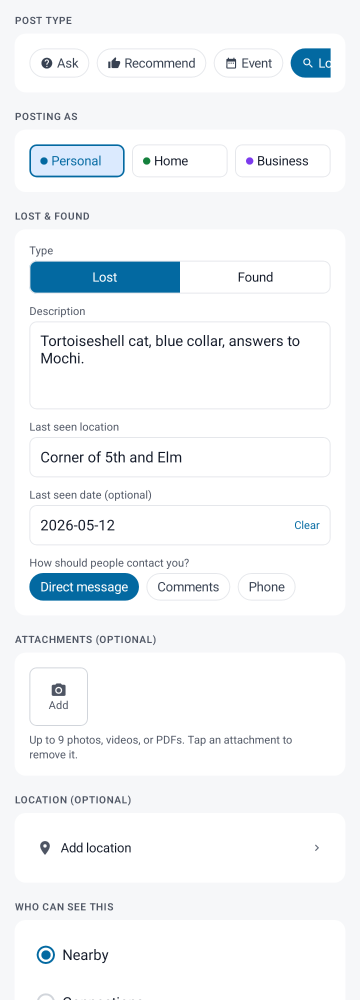 POST TYPE
Ask
Recommend
Event
POSTING AS
Personal
Home
Business
LOST & FOUND
Type
Lost
Found
Description
Tortoiseshell cat, blue collar, answers to
Mochi.
Last seen location
Corner of 5th and Elm
Last seen date (optional)
2026-05-12
Clear
How should people contact you?
Direct message
Comments
Phone
ATTACHMENTS (OPTIONAL)
Add
Up to 9 photos, videos, or PDFs. Tap an attachment to
remove it.
LOCATION (OPTIONAL)
Add location
WHO CAN SEE THIS
Nearby